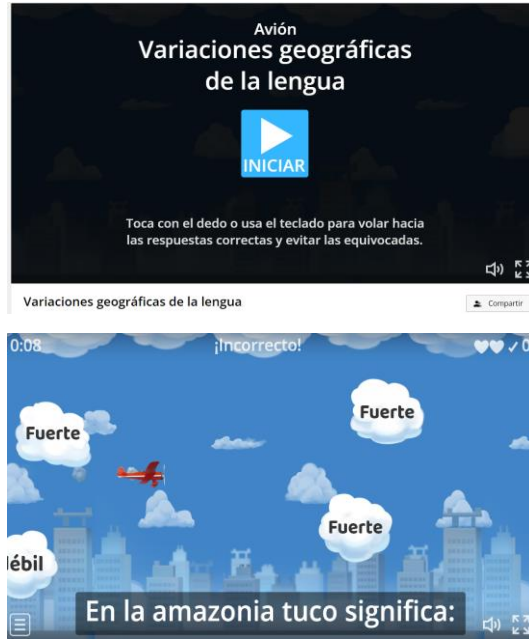 Avión
Variaciones geográficas
de la lengua
INICIAR
Toca con el dedo o usa el teclado para volar hacia
las respuestas correctas y evitar las equivocadas.
Variaciones geográficas de la lengua
Compartir
0:08
¡Incorrecto!
✓ 0
Fuerte
Fuerte
Fuerte
ébil
En la amazonia tuco significa: